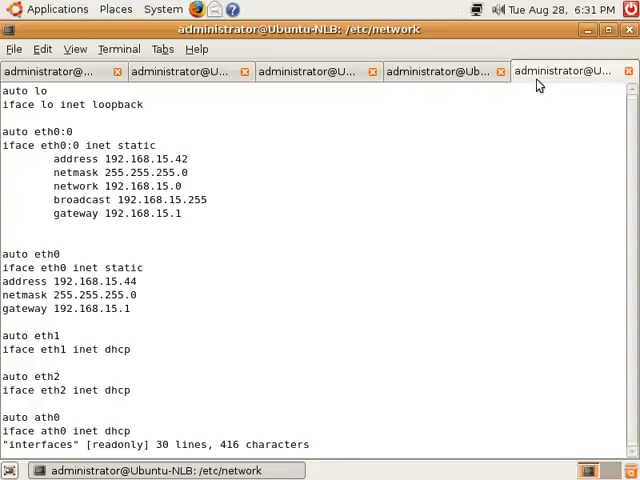 Applications Places System Tue Aug 28, 6:31 PM
administrator@Ubuntu-NLB: /etc/network
File Edit View Terminal Tabs Help
administrator@... administrator@U... administrator@U... administrator@Ub... administrator@U...
auto lo
iface lo inet loopback
auto eth0:0
iface eth0:0 inet static
address 192.168.15.42
netmask 255.255.255.0
network 192.168.15.0
broadcast 192.168.15.255
gateway 192.168.15.1
auto eth0
iface eth0 inet static
address 192.168.15.44
netmask 255.255.255.0
gateway 192.168.15.1
auto eth1
iface eth1 inet dhcp
auto eth2
iface eth2 inet dhcp
auto ath0
iface ath0 inet dhcp
"interfaces" [readonly] 30 lines, 416 characters
administrator@Ubuntu-NLB: /etc/network